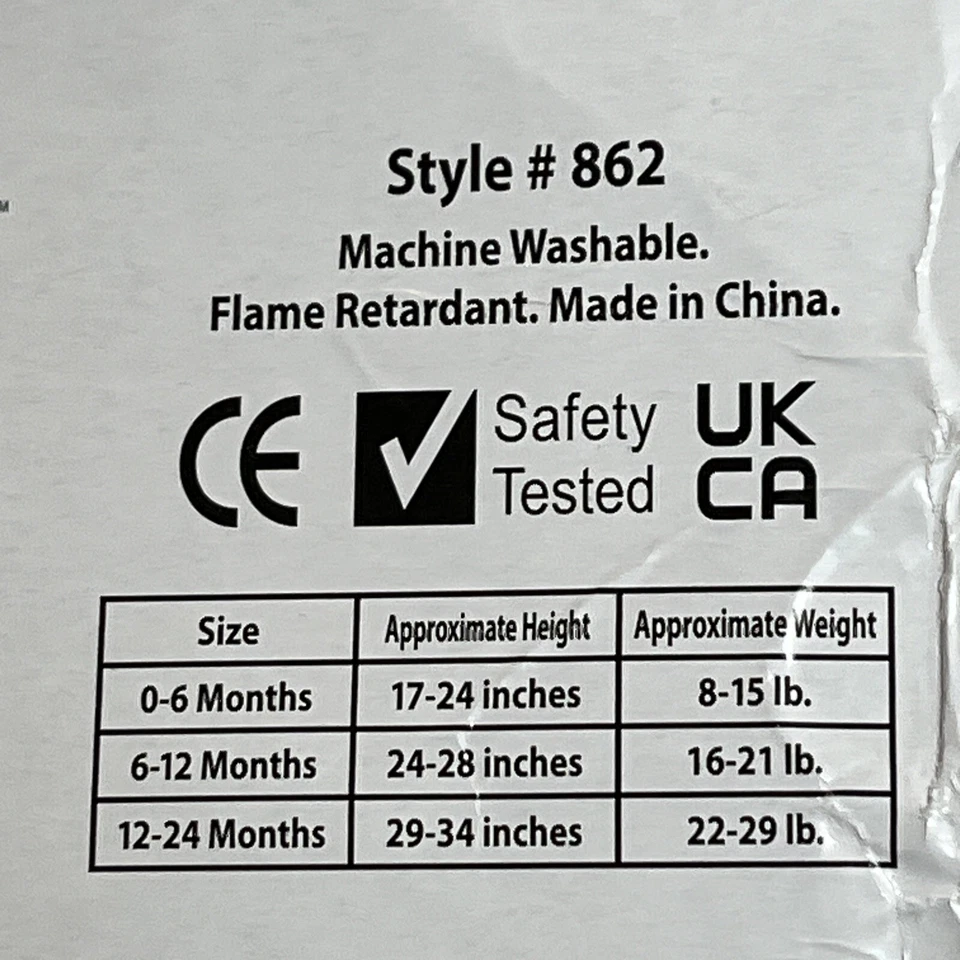 Style # 862
Machine Washable.
Flame Retardant. Made in China.
CE Safety Tested UK CA
Size Approximate Height Approximate Weight
0-6 Months 17-24 inches 8-15 lb.
6-12 Months 24-28 inches 16-21 lb.
12-24 Months 29-34 inches 22-29 lb.